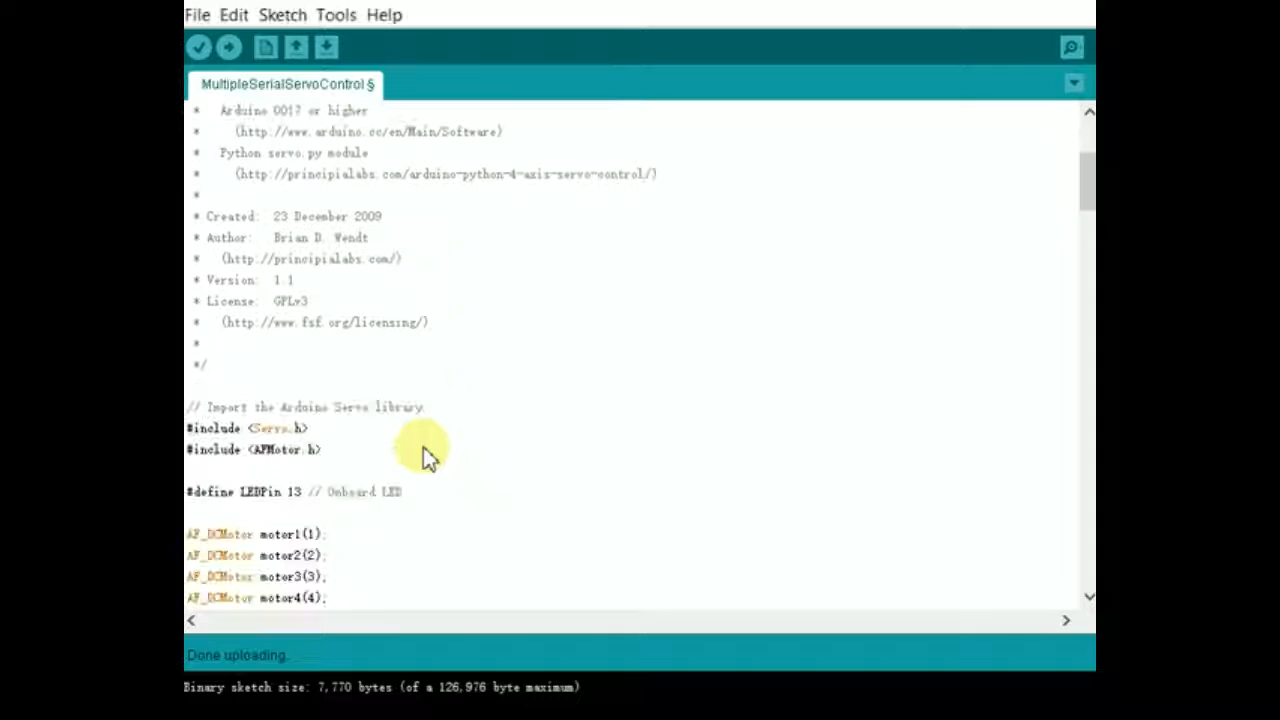 File Edit Sketch Tools Help
MultipleSerialServoControl §
* Arduino 0017 or higher
* (http://www.arduino.cc/en/Main/Software)
* Python servo.py module
* (http://principialabs.com/arduino-python-4-axis-servo-control/)
*
* Created: 23 December 2009
* Author: Brian D. Wendt
* (http://principialabs.com/)
* Version: 1.1
* License: GPLv3
* (http://www.fsf.org/licensing/)
*
*/
// Import the Arduino Servo library
#include <Servo.h>
#include <AFMotor.h>
#define LEDPin 13 // Onboard LED
AF_DCMotor motor1(1);
AF_DCMotor motor2(2);
AF_DCMotor motor3(3);
AF_DCMotor motor4(4);
Done uploading.
Binary sketch size: 7,770 bytes (of a 126,976 byte maximum)